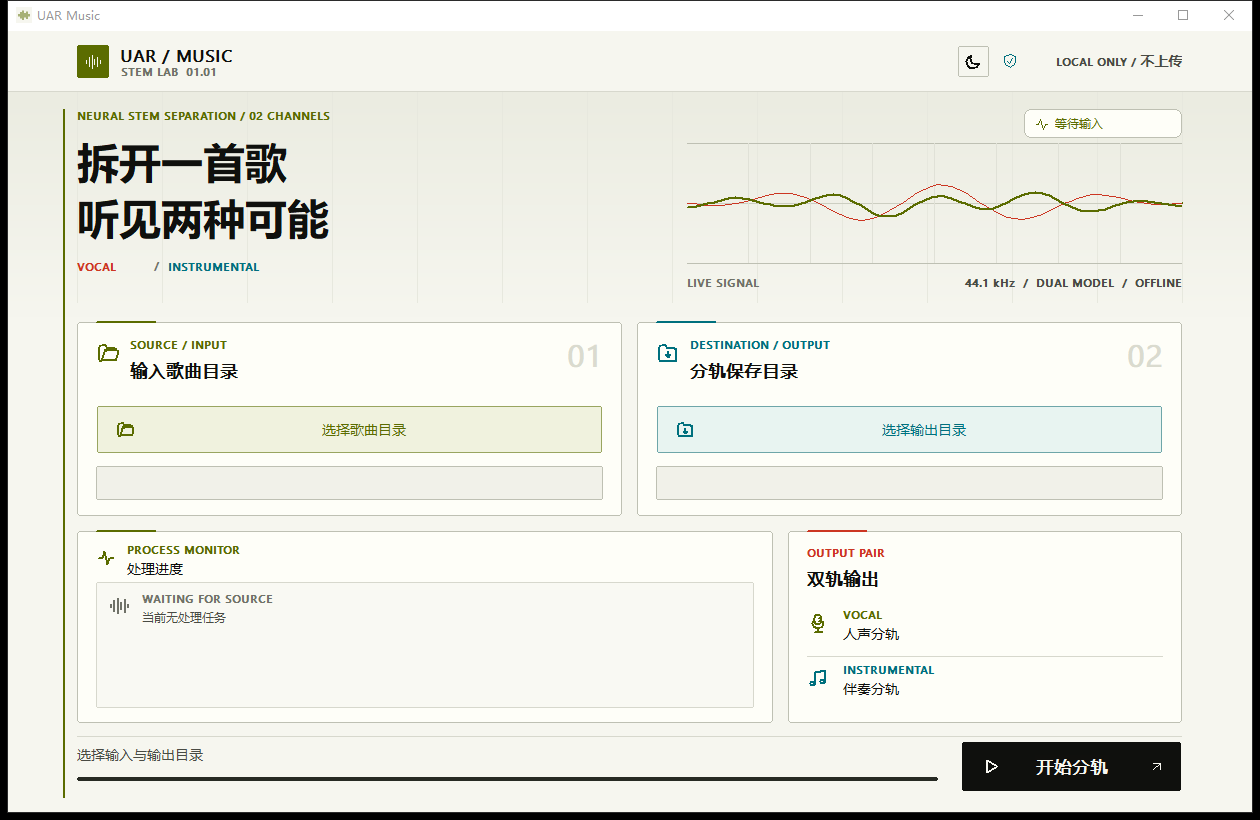 UAR Music
UAR / MUSIC
STEM LAB 01.01
LOCAL ONLY / 不上传
NEURAL STEM SEPARATION / 02 CHANNELS
等待输入
拆开一首歌
听见两种可能
VOCAL / INSTRUMENTAL
LIVE SIGNAL
44.1 kHz / DUAL MODEL / OFFLINE
SOURCE / INPUT
输入歌曲目录
01
选择歌曲目录
DESTINATION / OUTPUT
分轨保存目录
02
选择输出目录
PROCESS MONITOR
处理进度
WAITING FOR SOURCE
当前无处理任务
OUTPUT PAIR
双轨输出
VOCAL
人声分轨
INSTRUMENTAL
伴奏分轨
选择输入与输出目录
开始分轨